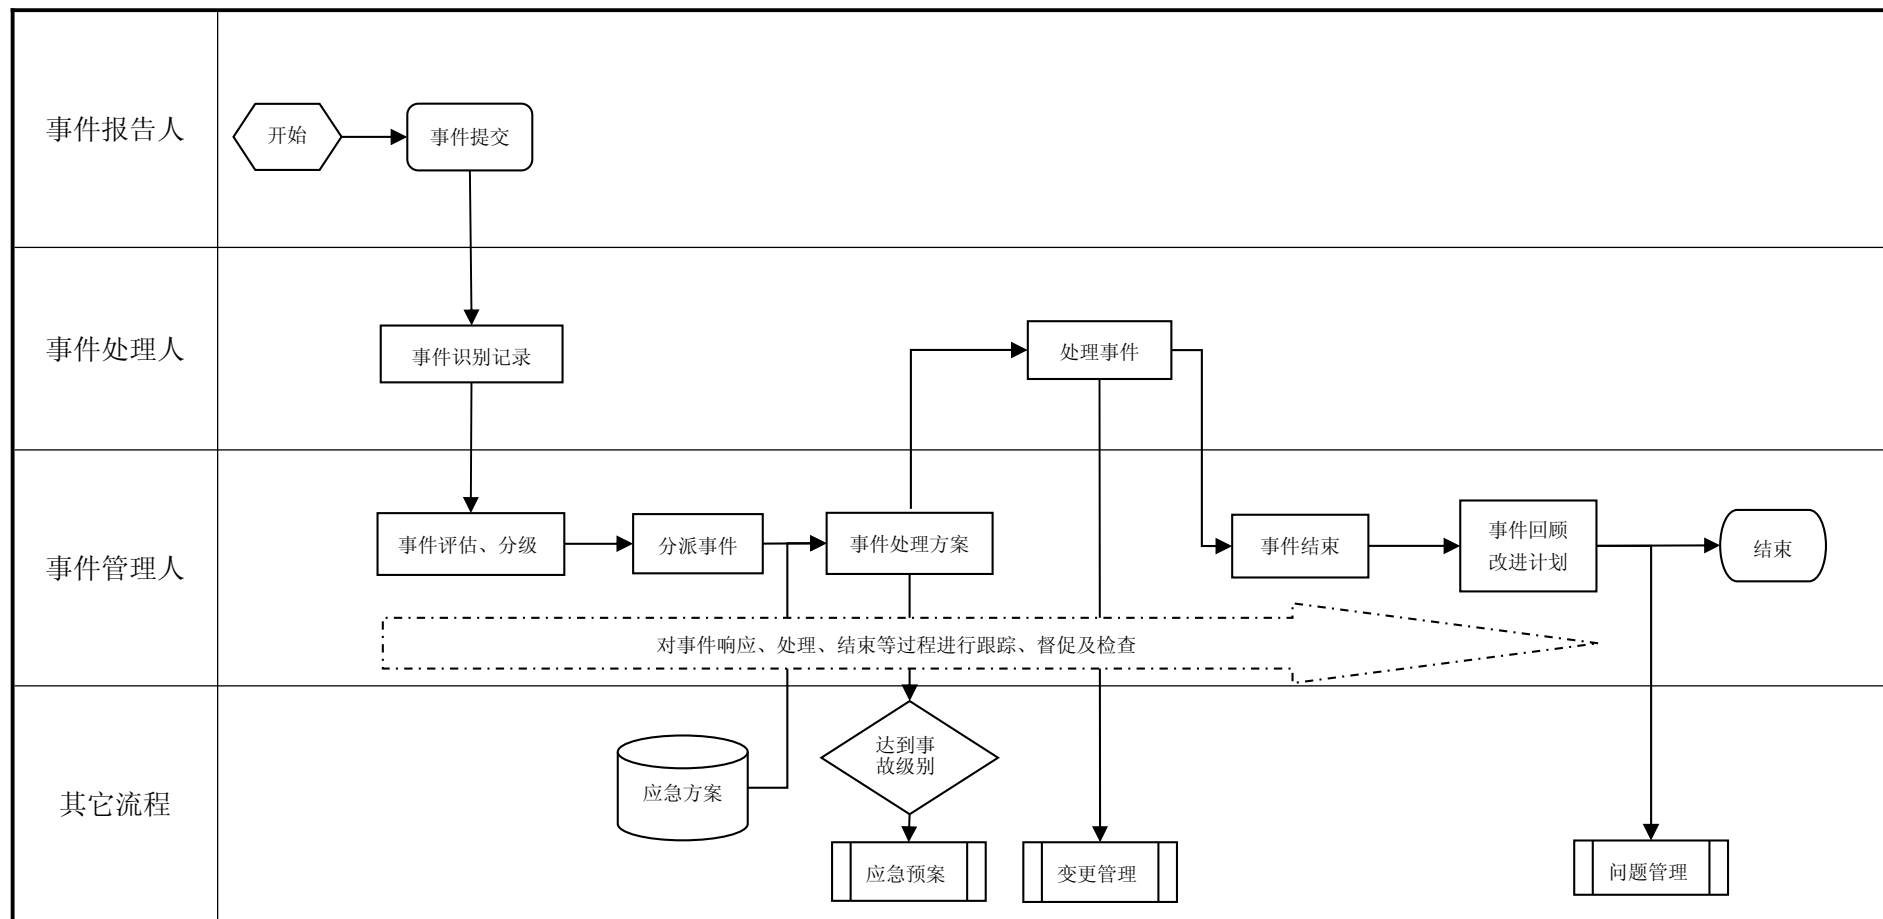 事件报告人
开始
事件提交
事件处理人
事件识别记录
处理事件
事件管理人
事件评估、分级
分派事件
事件处理方案
事件结束
事件回顾
改进计划
结束
对事件响应、处理、结束等过程进行跟踪、督促及检查
其它流程
应急方案
达到事
故级别
应急预案
变更管理
问题管理